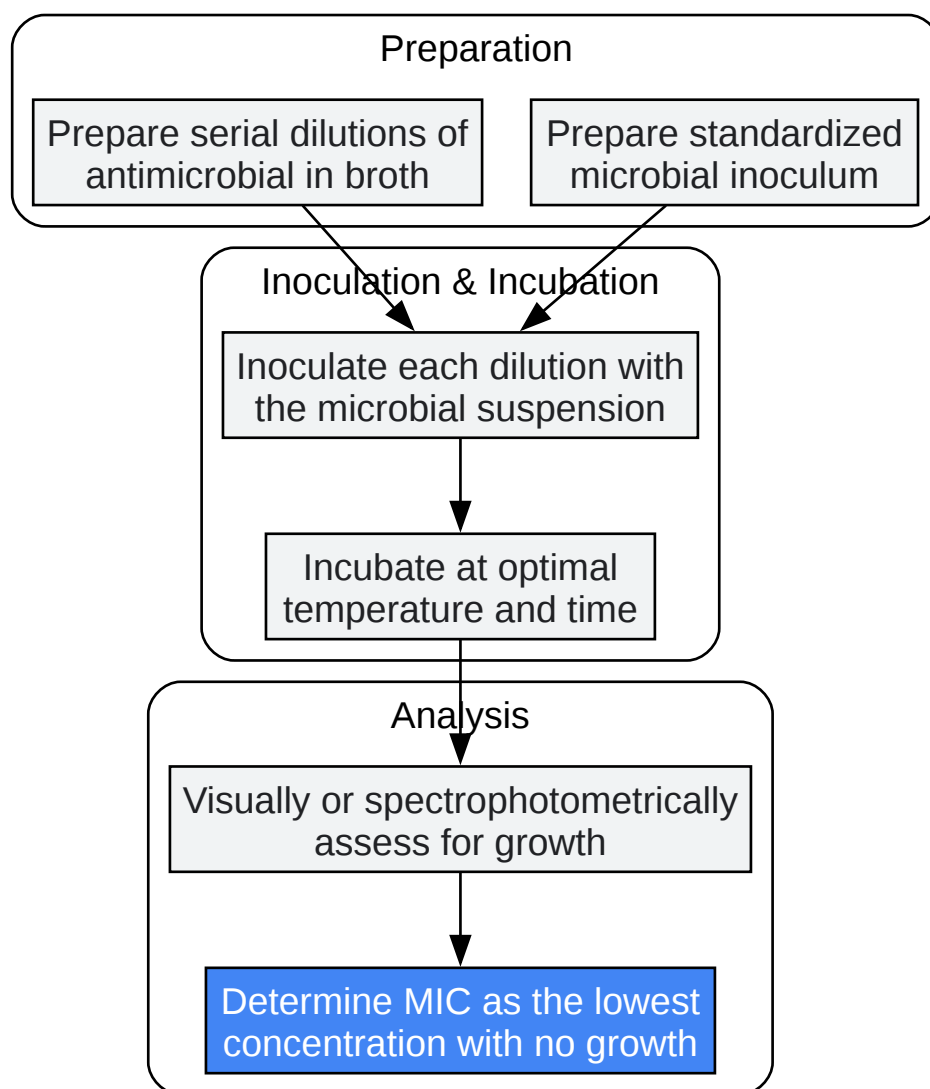 Preparation
Prepare serial dilutions of
antimicrobial in broth
Prepare standardized
microbial inoculum
Inoculation & Incubation
Inoculate each dilution with
the microbial suspension
Incubate at optimal
temperature and time
Analysis
Visually or spectrophotometrically
assess for growth
Determine MIC as the lowest
concentration with no growth